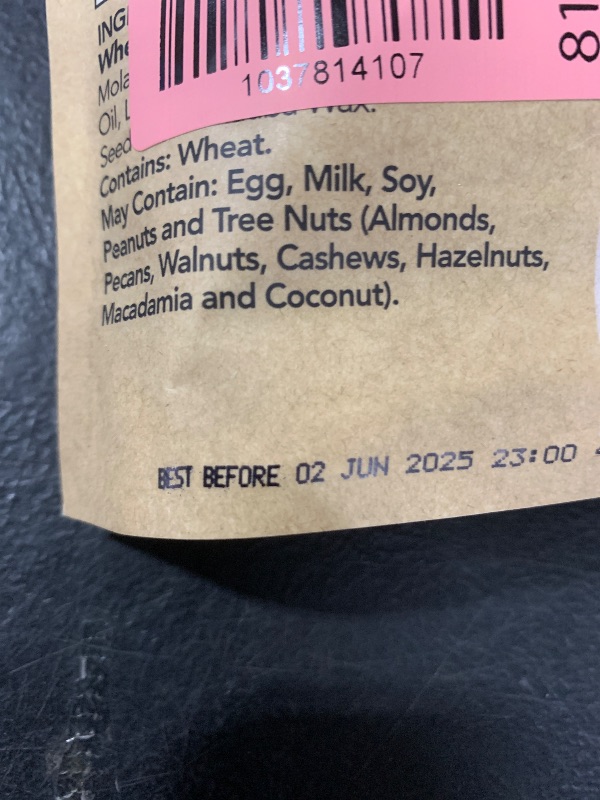 1037814107
81
Contains: Wheat.
May Contain: Egg, Milk, Soy,
Peanuts and Tree Nuts (Almonds,
Pecans, Walnuts, Cashews, Hazelnuts,
Macadamia and Coconut).
BEST BEFORE 02 JUN 2025 23:00